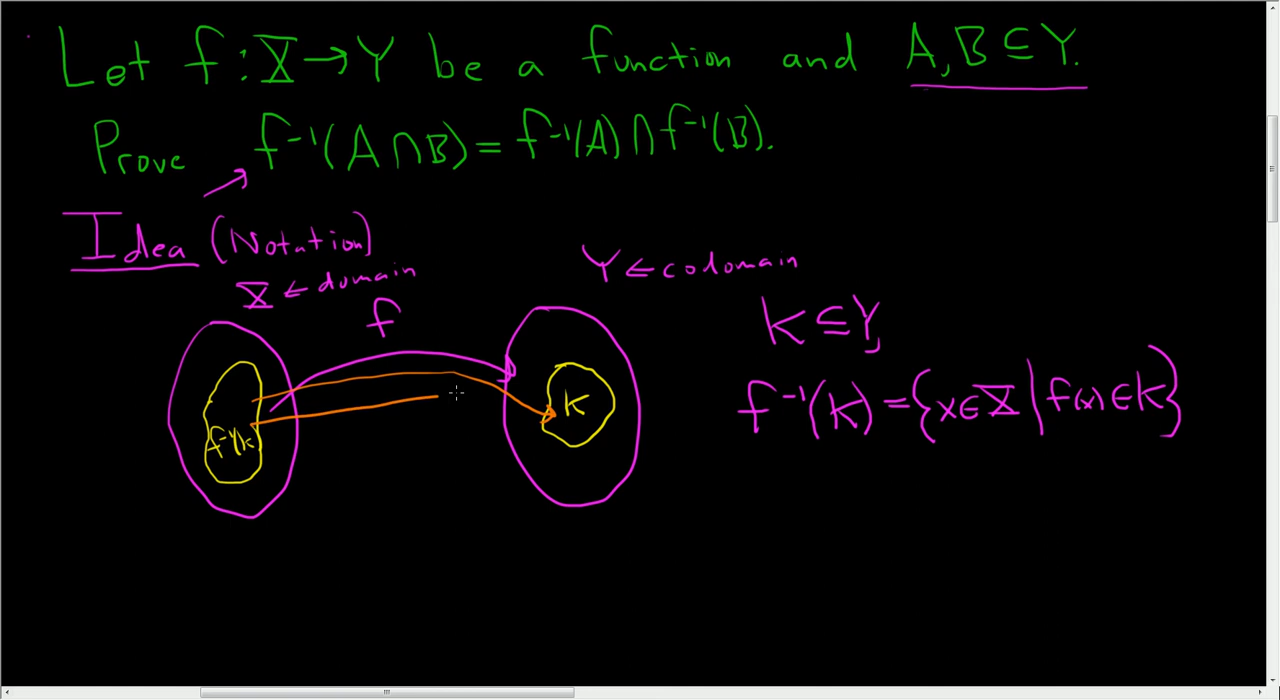 Let f : X → Y be a function and A, B ⊆ Y.
Prove f⁻¹(A ∩ B) = f⁻¹(A) ∩ f⁻¹(B).
Idea (Notation)
X ← domain
Y ← codomain
f
K ⊆ Y
K
f⁻¹(K) = {x ∈ X | f(x) ∈ K}
f⁻¹(K